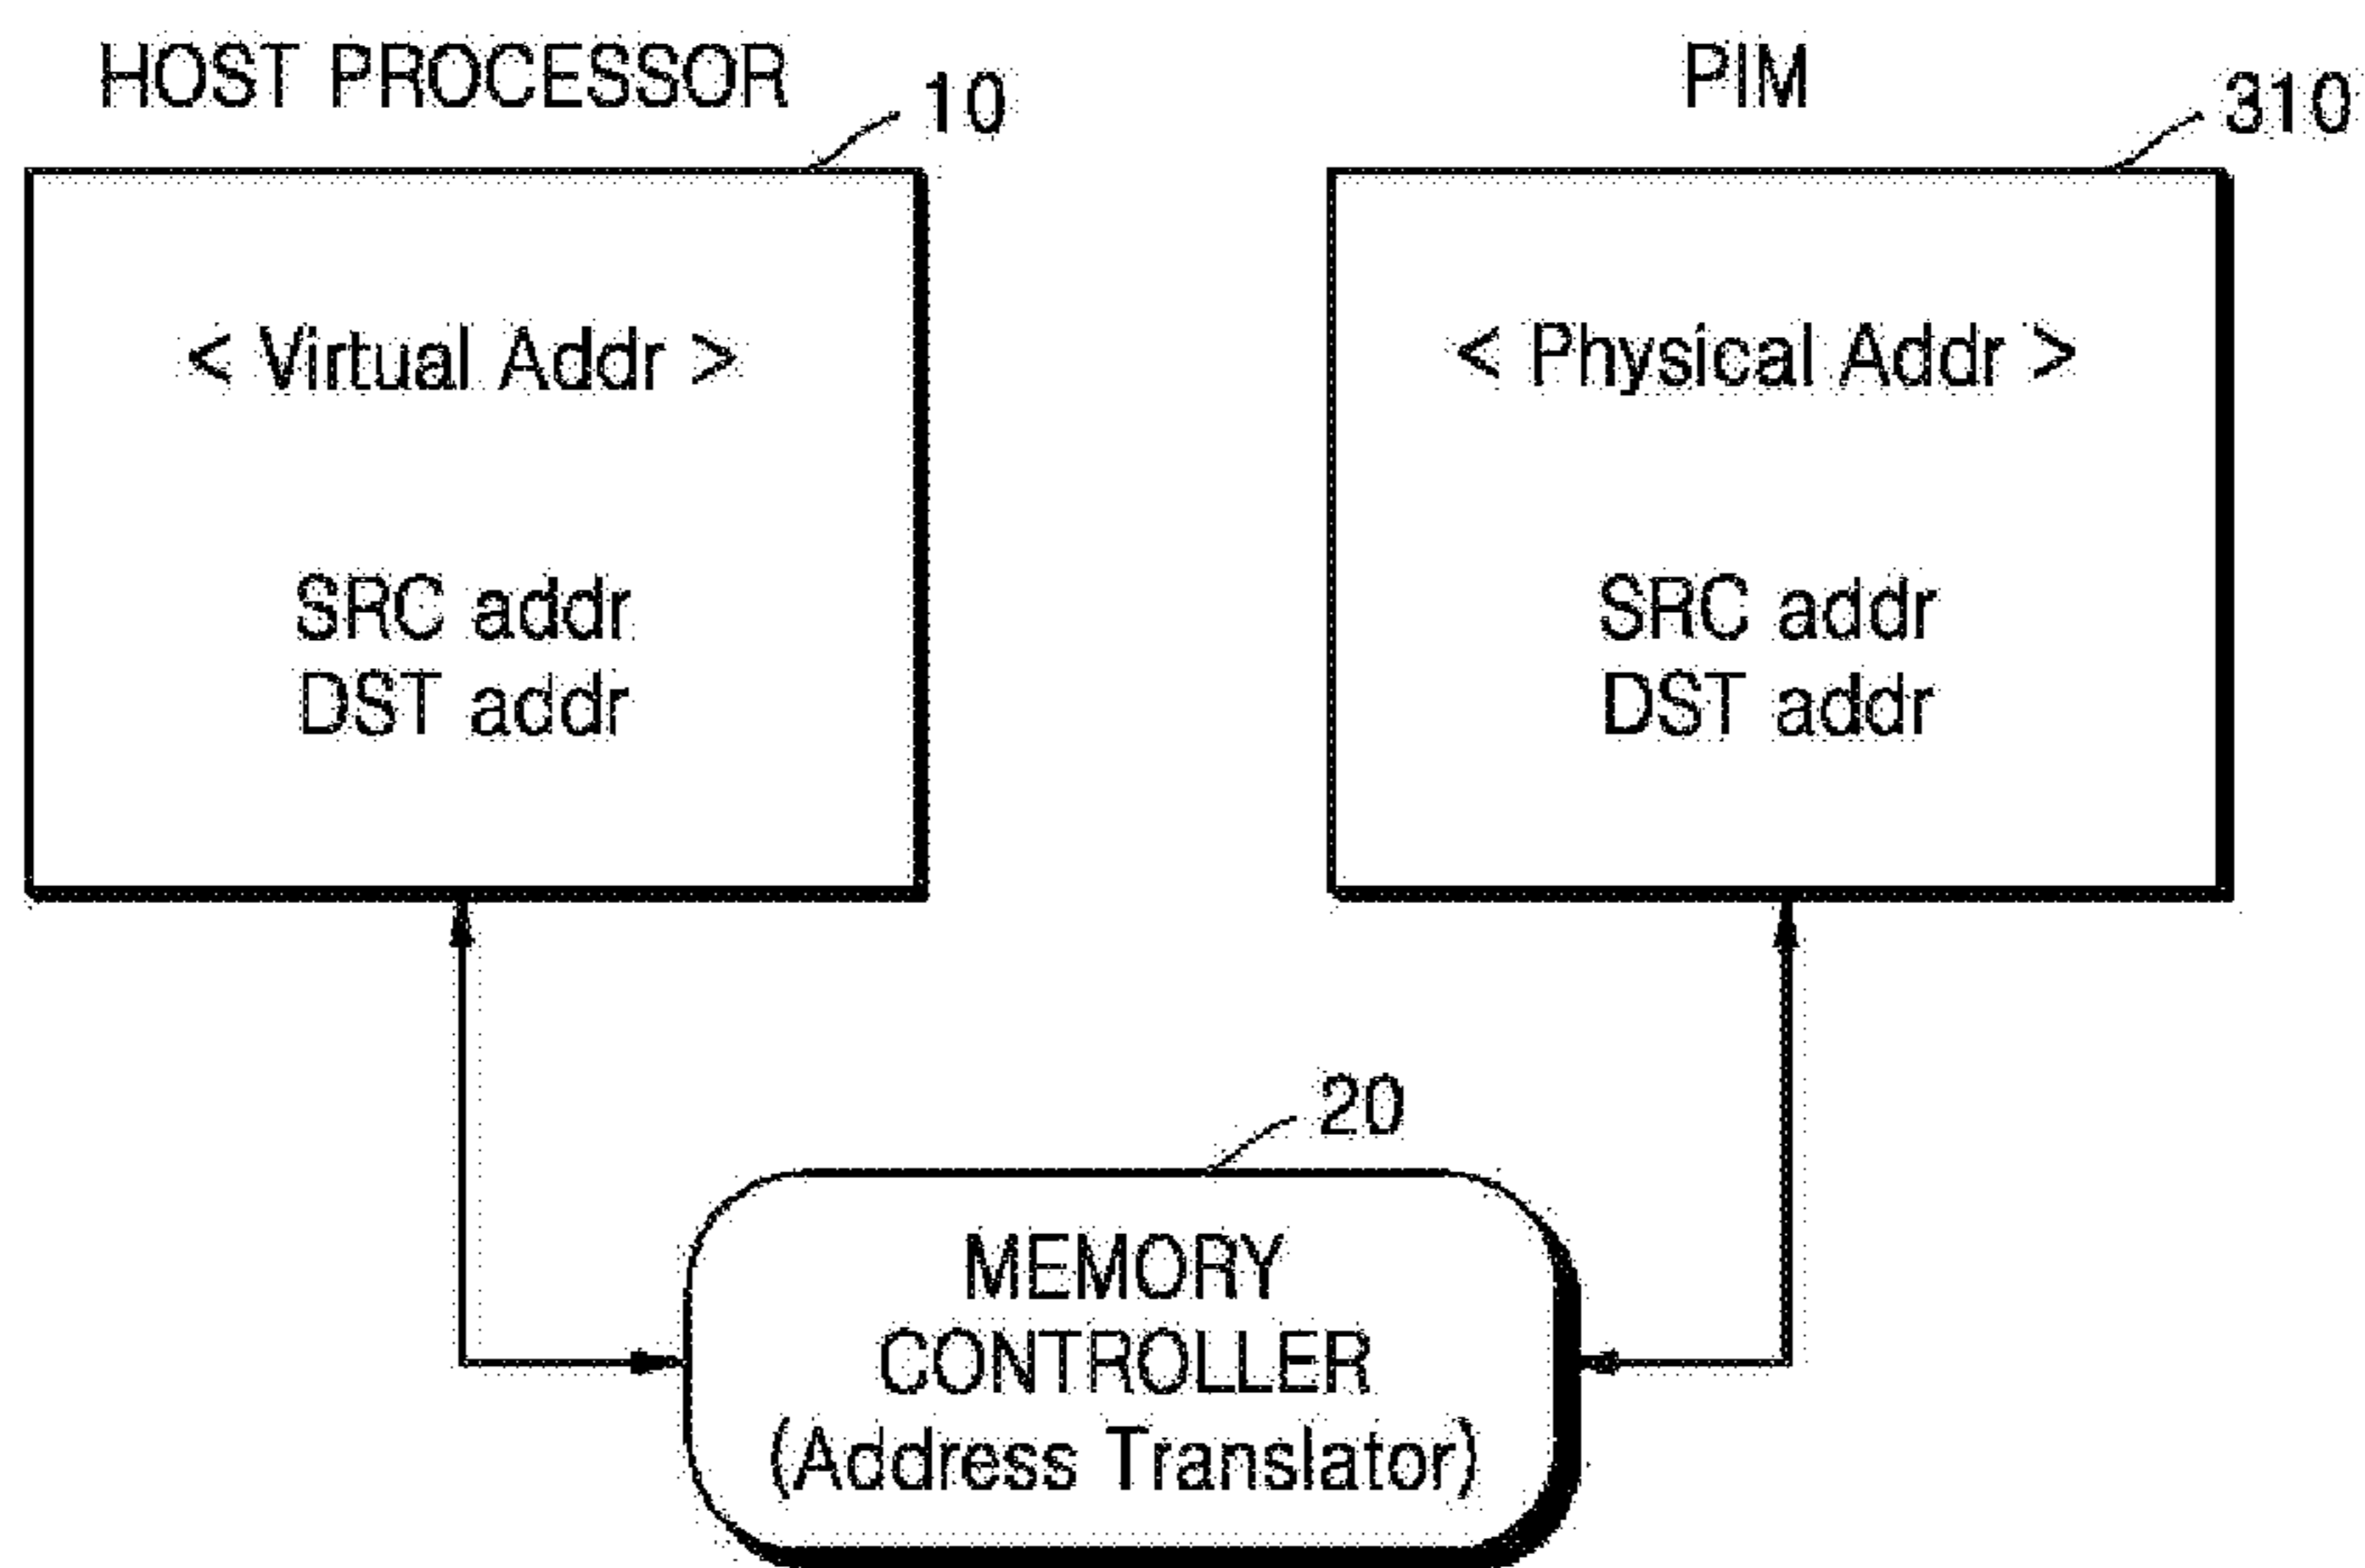 HOST PROCESSOR
10
< Virtual Addr >
SRC addr
DST addr
PIM
310
< Physical Addr >
SRC addr
DST addr
20
MEMORY
CONTROLLER
(Address Translator)